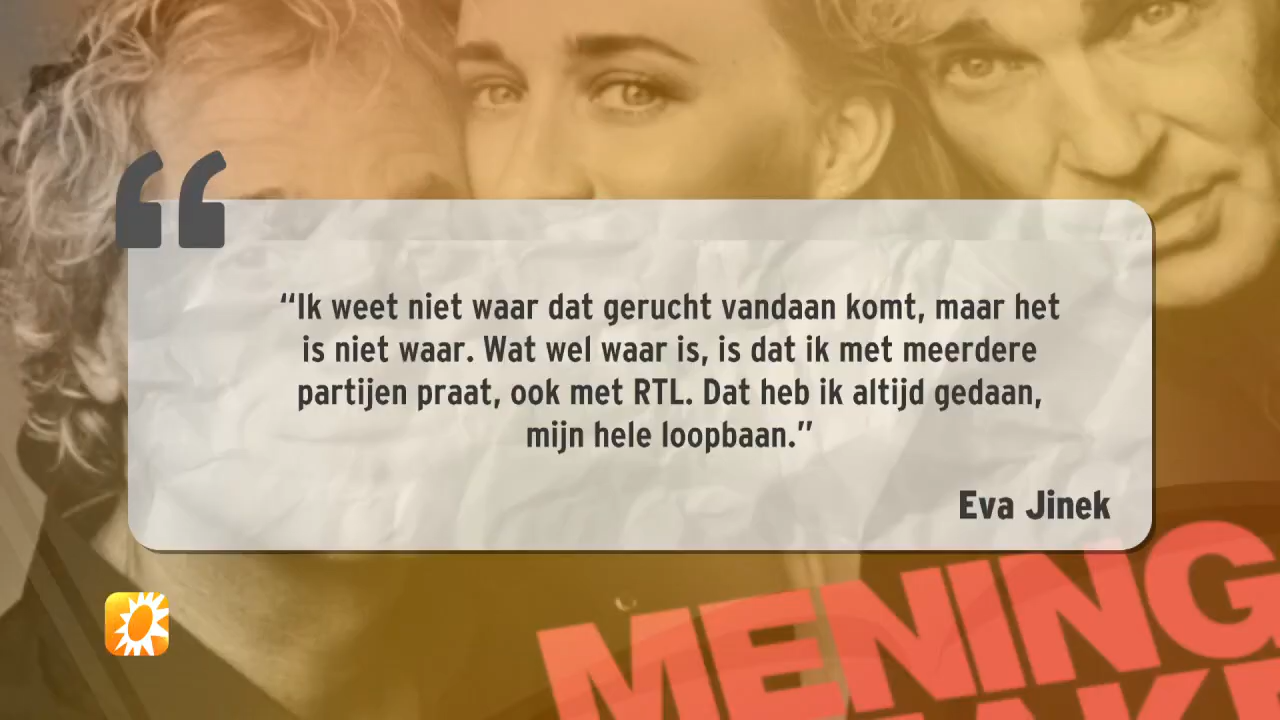 “Ik weet niet waar dat gerucht vandaan komt, maar het
is niet waar. Wat wel waar is, is dat ik met meerdere
partijen praat, ook met RTL. Dat heb ik altijd gedaan,
mijn hele loopbaan.”
Eva Jinek
MENING